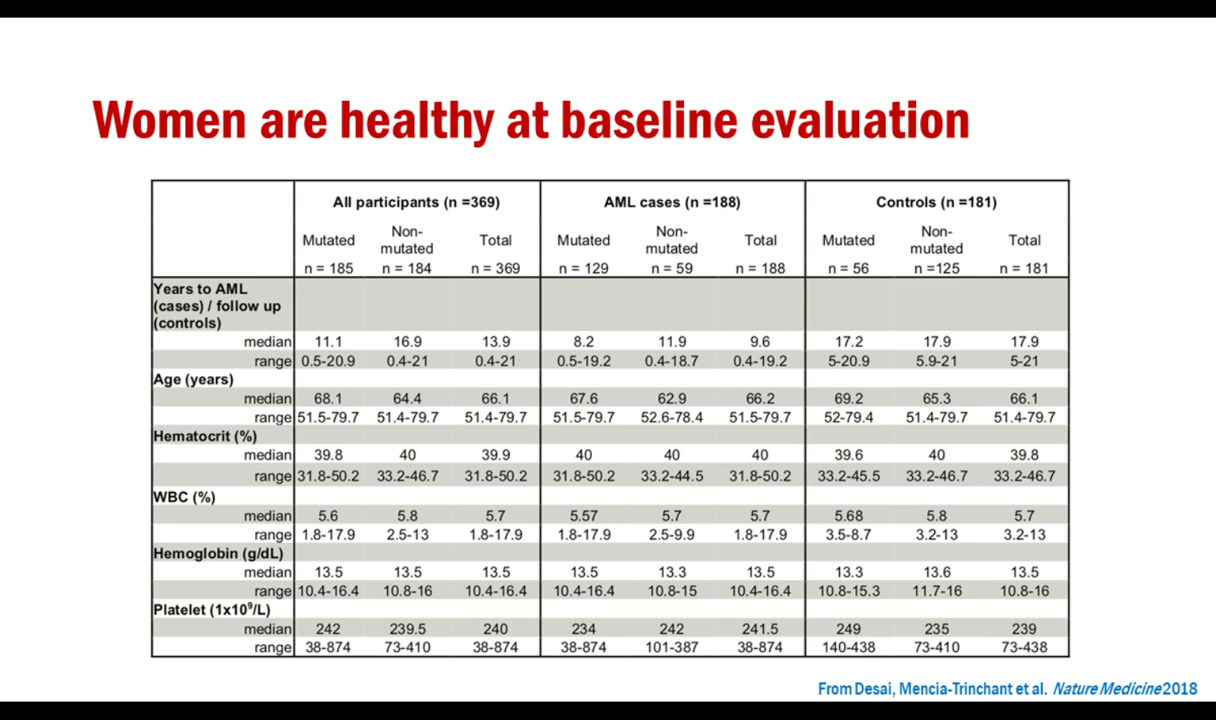 Women are healthy at baseline evaluation
All participants (n =369) AML cases (n =188) Controls (n =181)
Mutated Non-mutated Total Mutated Non-mutated Total Mutated Non-mutated Total
n = 185 n = 184 n = 369 n = 129 n = 59 n = 188 n = 56 n =125 n = 181
Years to AML
(cases) / follow up
(controls)
median 11.1 16.9 13.9 8.2 11.9 9.6 17.2 17.9 17.9
range 0.5-20.9 0.4-21 0.4-21 0.5-19.2 0.4-18.7 0.4-19.2 5-20.9 5.9-21 5-21
Age (years)
median 68.1 64.4 66.1 67.6 62.9 66.2 69.2 65.3 66.1
range 51.5-79.7 51.4-79.7 51.4-79.7 51.5-79.7 52.6-78.4 51.5-79.7 52-79.4 51.4-79.7 51.4-79.7
Hematocrit (%)
median 39.8 40 39.9 40 40 40 39.6 40 39.8
range 31.8-50.2 33.2-46.7 31.8-50.2 31.8-50.2 33.2-44.5 31.8-50.2 33.2-45.5 33.2-46.7 33.2-46.7
WBC (%)
median 5.6 5.8 5.7 5.57 5.7 5.7 5.68 5.8 5.7
range 1.8-17.9 2.5-13 1.8-17.9 1.8-17.9 2.5-9.9 1.8-17.9 3.5-8.7 3.2-13 3.2-13
Hemoglobin (g/dL)
median 13.5 13.5 13.5 13.5 13.3 13.5 13.3 13.6 13.5
range 10.4-16.4 10.8-16 10.4-16.4 10.4-16.4 10.8-15 10.4-16.4 10.8-15.3 11.7-16 10.8-16
Platelet (1x10⁹/L)
median 242 239.5 240 234 242 241.5 249 235 239
range 38-874 73-410 38-874 38-874 101-387 38-874 140-438 73-410 73-438
From Desai, Mencia-Trinchant et al. Nature Medicine 2018